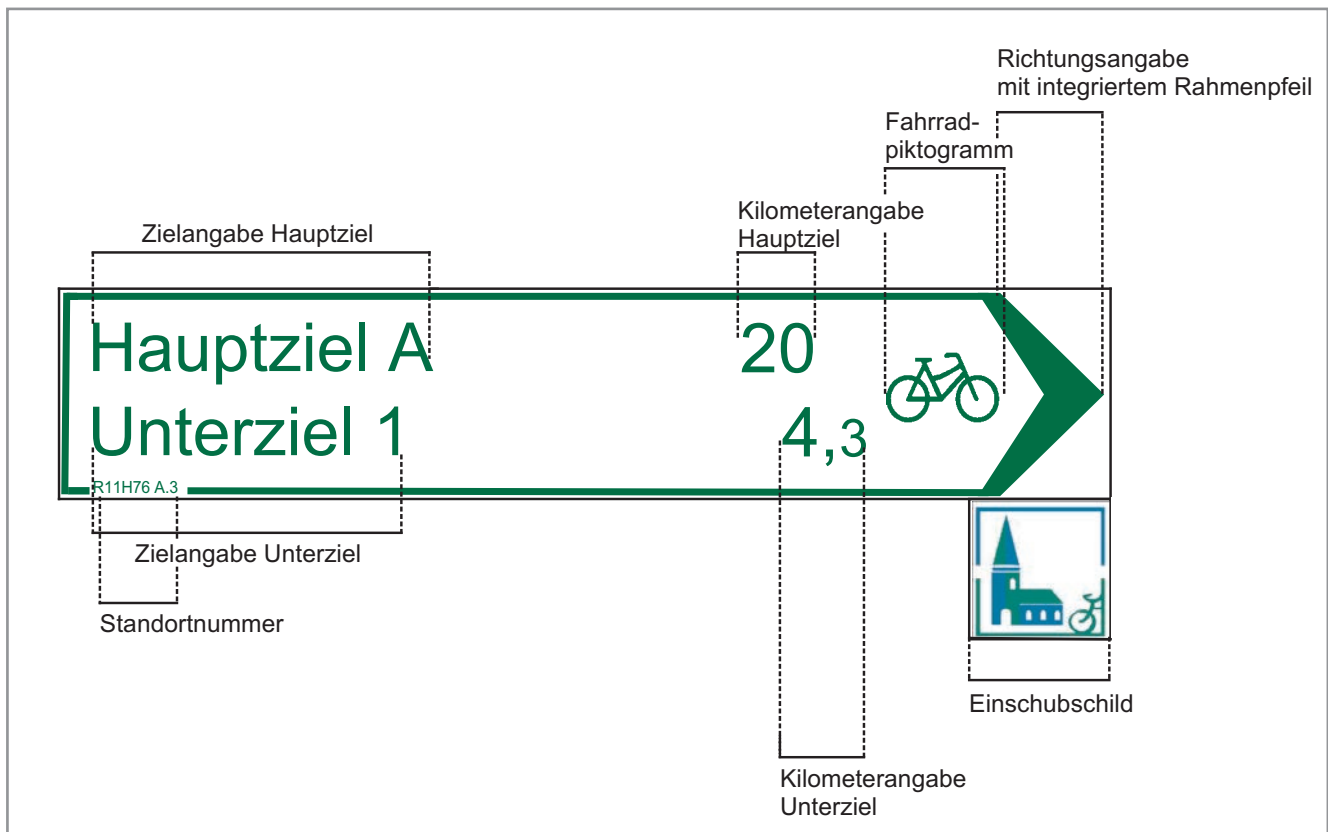 Richtungsangabe
mit integriertem Rahmenpfeil
Fahrrad-
piktogramm
Kilometerangabe
Hauptziel
Zielangabe Hauptziel
Hauptziel A 20
Unterziel 1 4,3
R11H76 A.3
Zielangabe Unterziel
Standortnummer
Einschubschild
Kilometerangabe
Unterziel